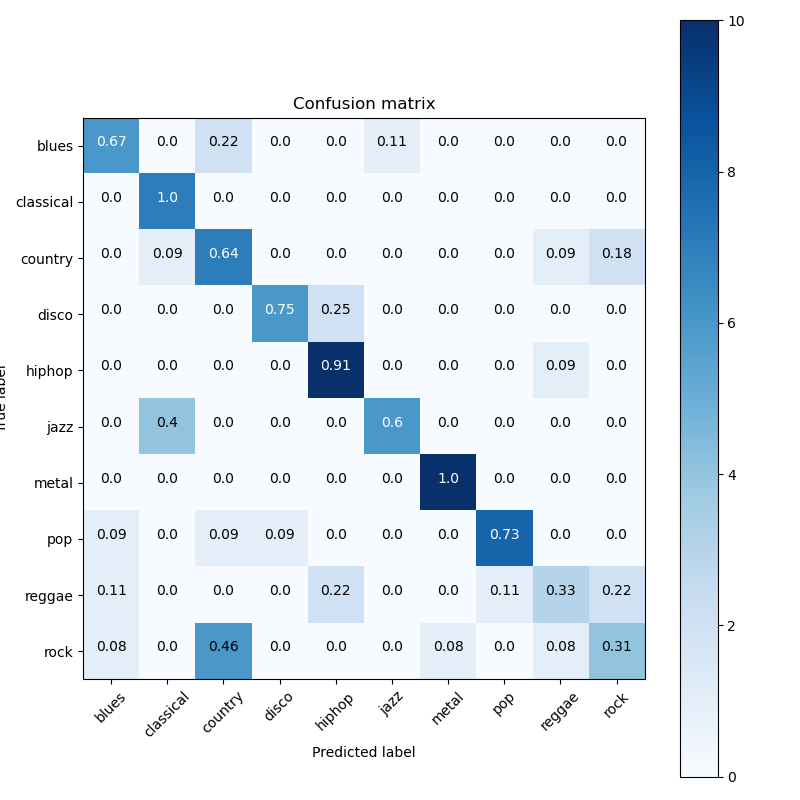 Confusion matrix
blues 0.67 0.0 0.22 0.0 0.0 0.11 0.0 0.0 0.0 0.0
classical 0.0 1.0 0.0 0.0 0.0 0.0 0.0 0.0 0.0 0.0
country 0.0 0.09 0.64 0.0 0.0 0.0 0.0 0.0 0.09 0.18
disco 0.0 0.0 0.0 0.75 0.25 0.0 0.0 0.0 0.0 0.0
hiphop 0.0 0.0 0.0 0.0 0.91 0.0 0.0 0.0 0.09 0.0
jazz 0.0 0.4 0.0 0.0 0.0 0.6 0.0 0.0 0.0 0.0
metal 0.0 0.0 0.0 0.0 0.0 0.0 1.0 0.0 0.0 0.0
pop 0.09 0.0 0.09 0.09 0.0 0.0 0.0 0.73 0.0 0.0
reggae 0.11 0.0 0.0 0.0 0.22 0.0 0.0 0.11 0.33 0.22
rock 0.08 0.0 0.46 0.0 0.0 0.0 0.08 0.0 0.08 0.31
blues classical country disco hiphop jazz metal pop reggae rock
Predicted label
10
8
6
4
2
0